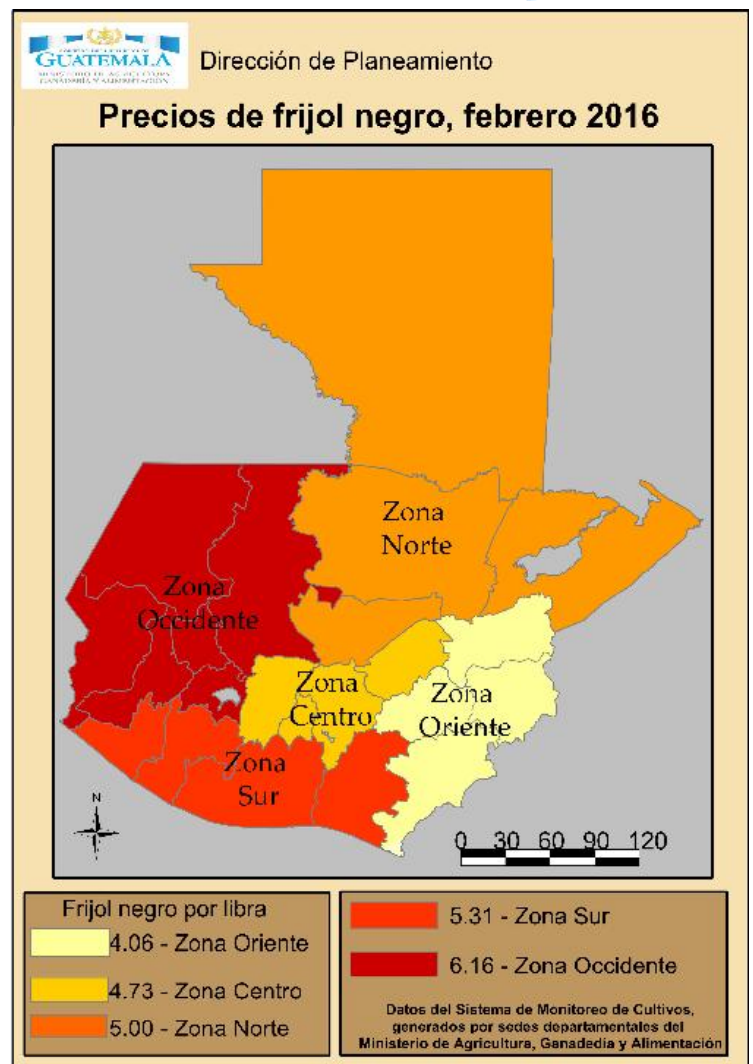 GUATEMALA
Dirección de Planeamiento
Precios de frijol negro, febrero 2016
Zona
Norte
Zona
Occidente
Zona
Centro
Zona
Oriente
Zona
Sur
N
0 30 60 90 120
Frijol negro por libra
4.06 - Zona Oriente
4.73 - Zona Centro
5.00 - Zona Norte
5.31 - Zona Sur
6.16 - Zona Occidente
Datos del Sistema de Monitoreo de Cultivos,
generados por sedes departamentales del
Ministerio de Agricultura, Ganadedía y Alimentación